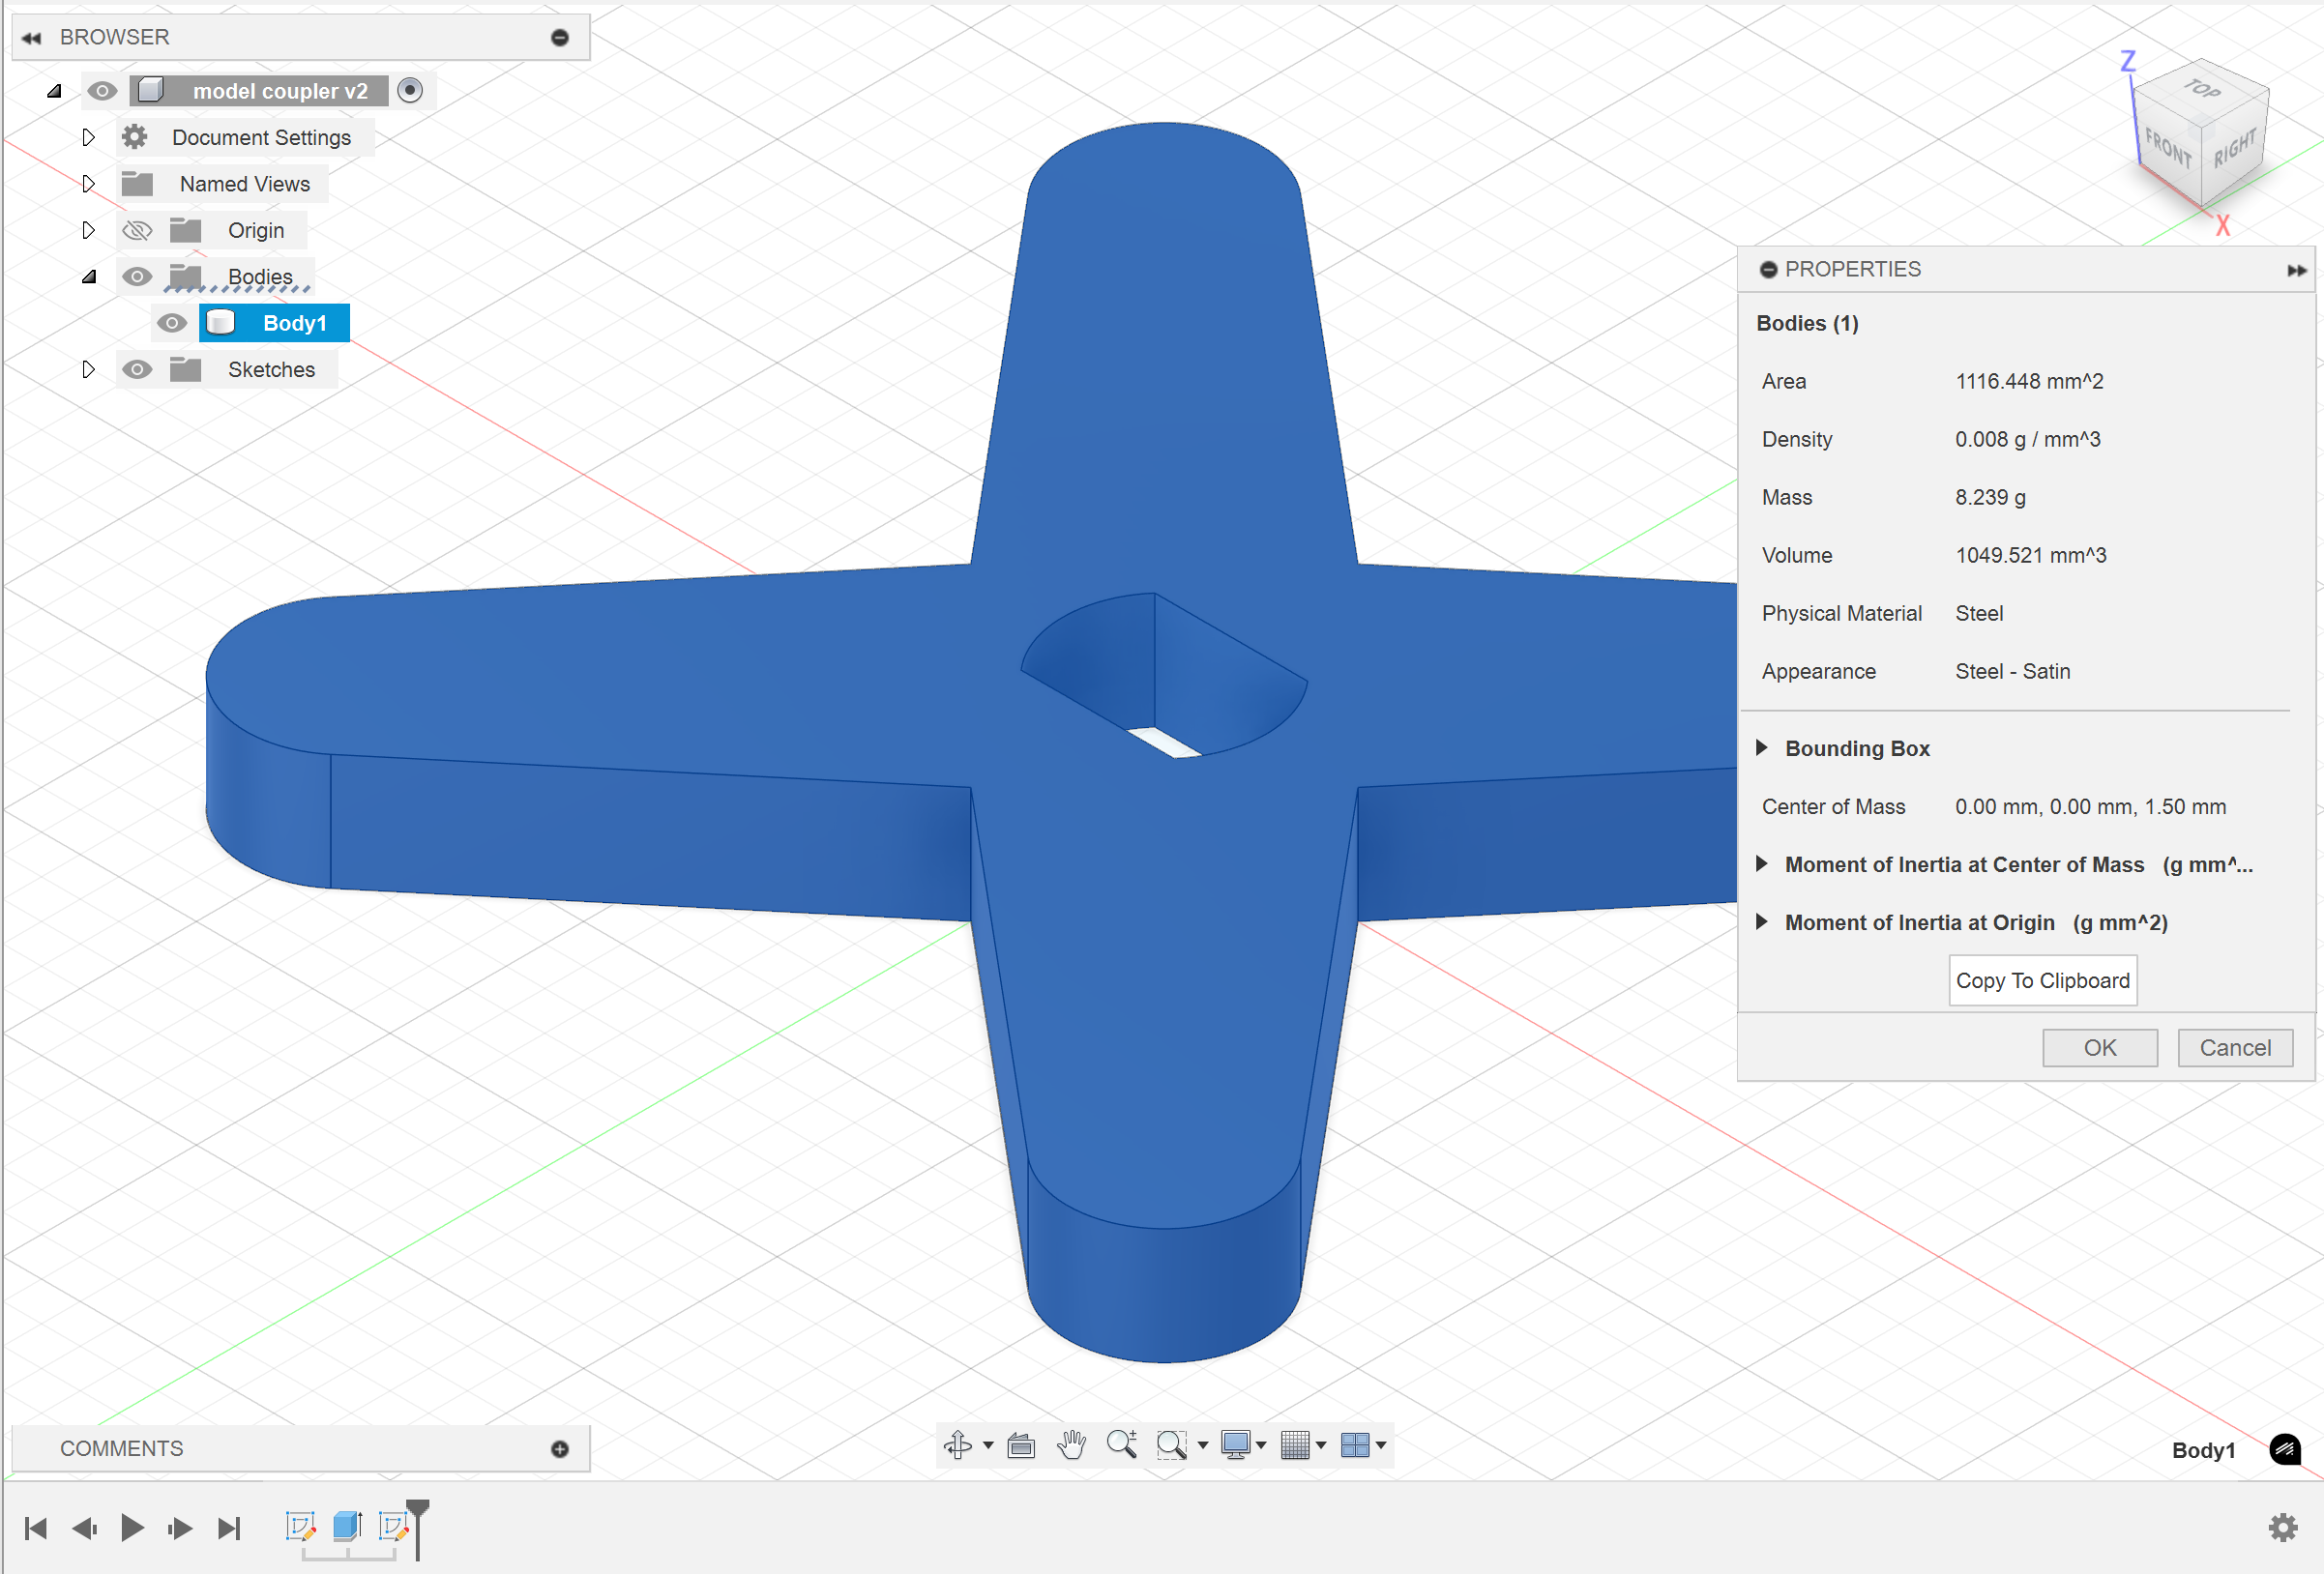 BROWSER
model coupler v2
Document Settings
Named Views
Origin
Bodies
Body1
Sketches
Z
TOP
FRONT
RIGHT
X
PROPERTIES
Bodies (1)
Area 1116.448 mm^2
Density 0.008 g / mm^3
Mass 8.239 g
Volume 1049.521 mm^3
Physical Material Steel
Appearance Steel - Satin
Bounding Box
Center of Mass 0.00 mm, 0.00 mm, 1.50 mm
Moment of Inertia at Center of Mass (g mm^...
Moment of Inertia at Origin (g mm^2)
Copy To Clipboard
OK Cancel
COMMENTS
Body1